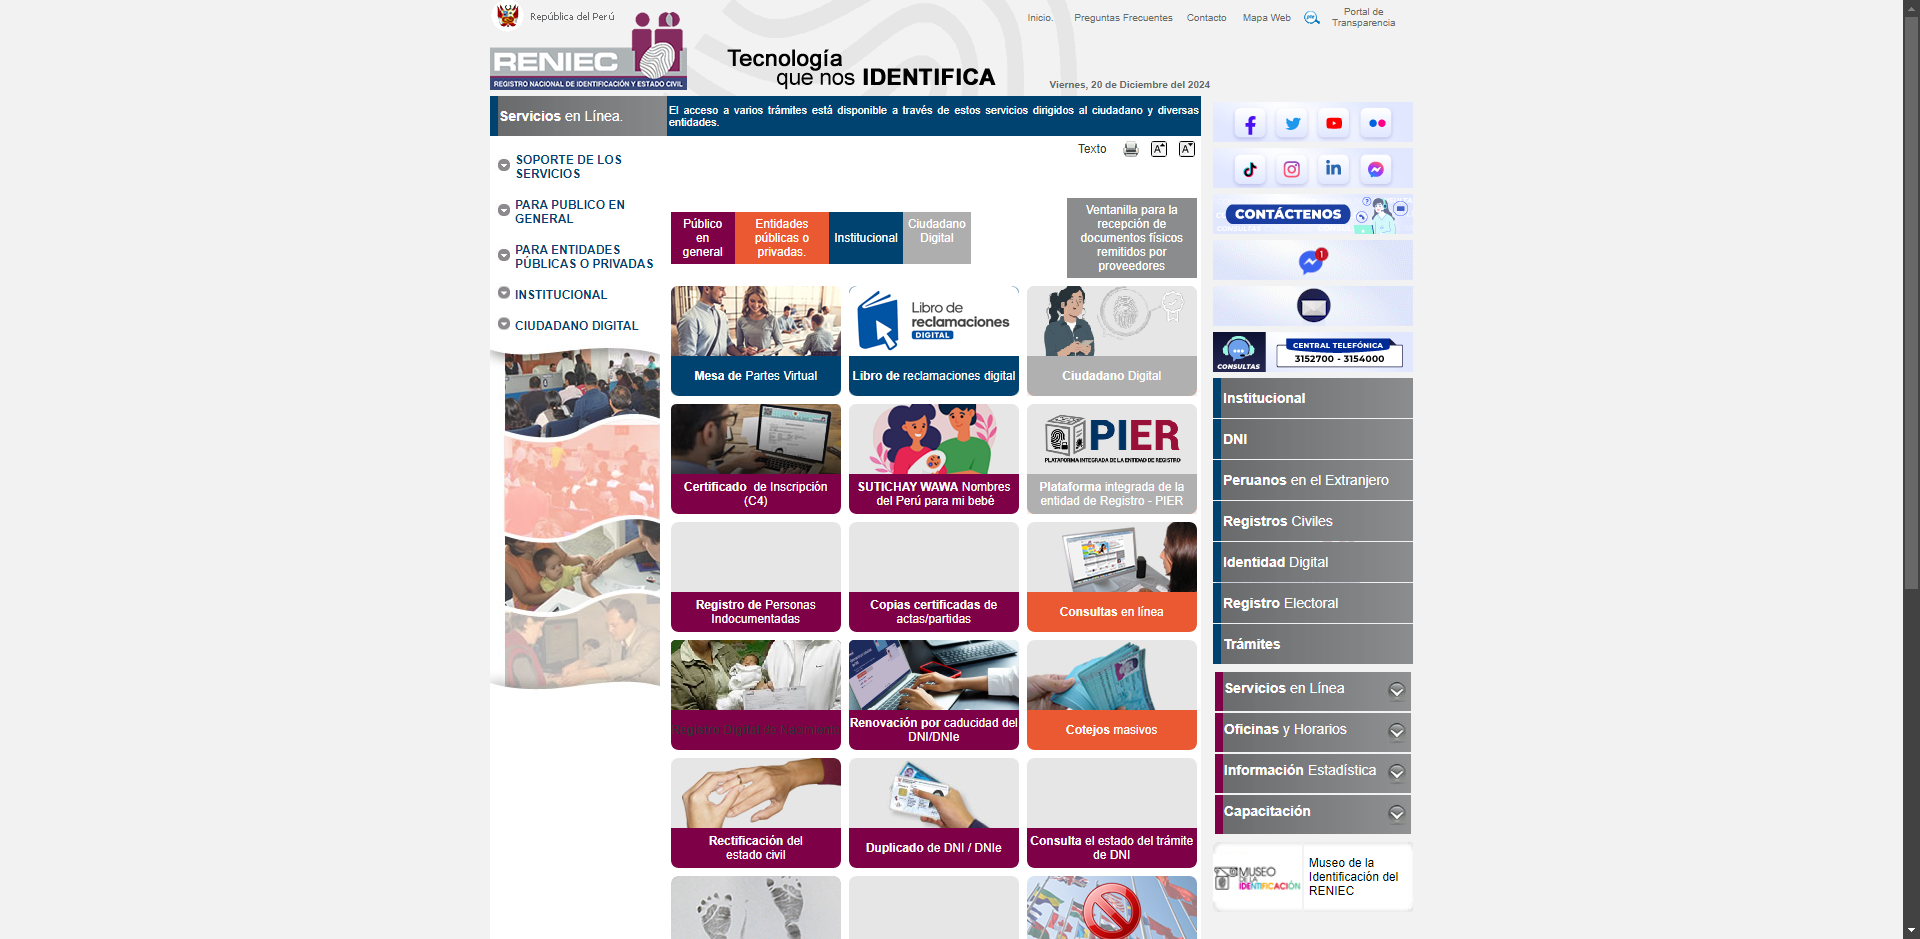 República del Perú
Inicio.
Preguntas Frecuentes
Contacto
Mapa Web
Portal de
Transparencia
RENIEC
REGISTRO NACIONAL DE IDENTIFICACIÓN Y ESTADO CIVIL
Tecnología
que nos IDENTIFICA
Viernes, 20 de Diciembre del 2024
Servicios en Línea.
El acceso a varios trámites está disponible a través de estos servicios dirigidos al ciudadano y diversas
entidades.
Texto
SOPORTE DE LOS
SERVICIOS
PARA PUBLICO EN
GENERAL
PARA ENTIDADES
PÚBLICAS O PRIVADAS
INSTITUCIONAL
CIUDADANO DIGITAL
Público
en
general
Entidades
públicas o
privadas.
Institucional
Ciudadano
Digital
Ventanilla para la
recepción de
documentos físicos
remitidos por
proveedores
Libro de
reclamaciones
DIGITAL
Mesa de Partes Virtual
Libro de reclamaciones digital
Ciudadano Digital
PIER
PLATAFORMA INTEGRADA DE LA ENTIDAD DE REGISTRO
Certificado de Inscripción
(C4)
SUTICHAY WAWA Nombres
del Perú para mi bebé
Plataforma integrada de la
entidad de Registro - PIER
Registro de Personas
Indocumentadas
Copias certificadas de
actas/partidas
Consultas en línea
Registro Digital de Nacimiento
Renovación por caducidad del
DNI/DNIe
Cotejos masivos
Rectificación del
estado civil
Duplicado de DNI / DNIe
Consulta el estado del trámite
de DNI
CONTÁCTENOS
1
CONSULTAS
CENTRAL TELEFÓNICA
3152700 - 3154000
Institucional
DNI
Peruanos en el Extranjero
Registros Civiles
Identidad Digital
Registro Electoral
Trámites
Servicios en Línea
Oficinas y Horarios
Información Estadística
Capacitación
MUSEO
DE LA
IDENTIFICACIÓN
Museo de la
Identificación del
RENIEC